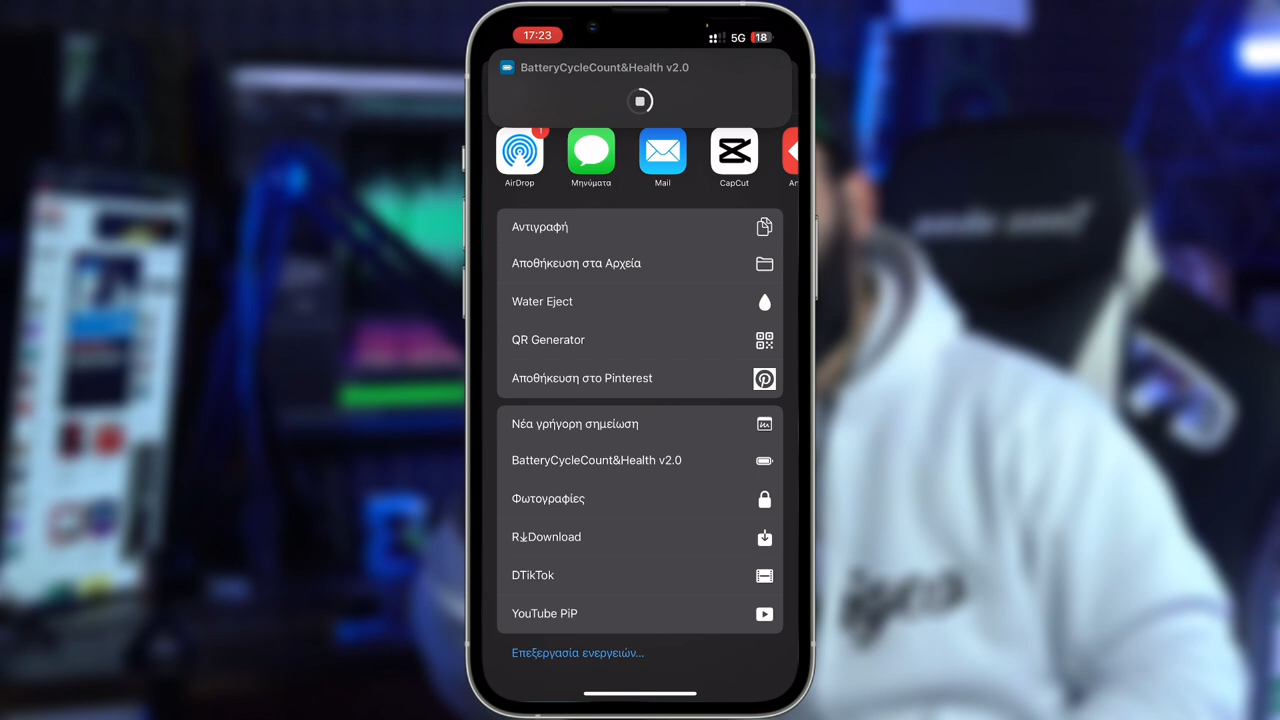 17:23
5G 18
BatteryCycleCount&Health v2.0
AirDrop
Μηνύματα
Mail
CapCut
Αντιγραφή
Αποθήκευση στα Αρχεία
Water Eject
QR Generator
Αποθήκευση στο Pinterest
Νέα γρήγορη σημείωση
BatteryCycleCount&Health v2.0
Φωτογραφίες
R↓Download
DTikTok
YouTube PiP
Επεξεργασία ενεργειών...